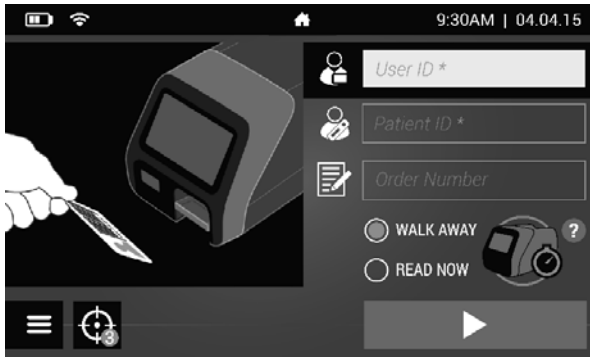 9:30AM | 04.04.15
User ID *
Patient ID *
Order Number
WALK AWAY
?
READ NOW
3